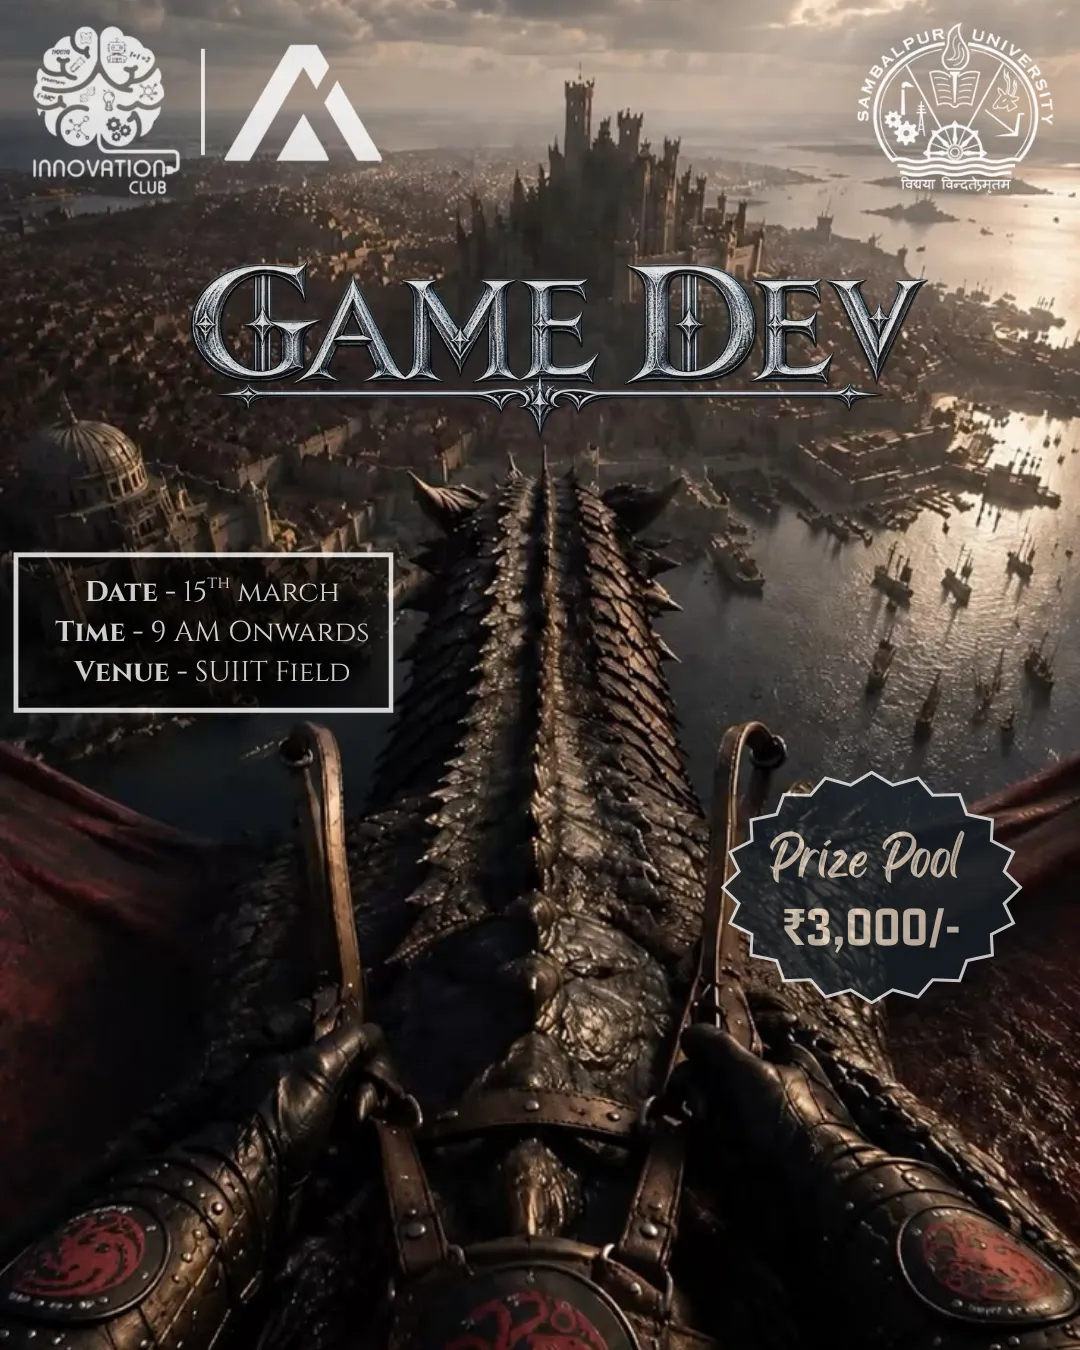 INNOVATION
CLUB
SAMBALPUR UNIVERSITY
विद्यया विन्दतेऽमृतम
GAME DEV
DATE - 15TH MARCH
TIME - 9 AM ONWARDS
VENUE - SUIIT FIELD
Prize Pool
₹3,000/-